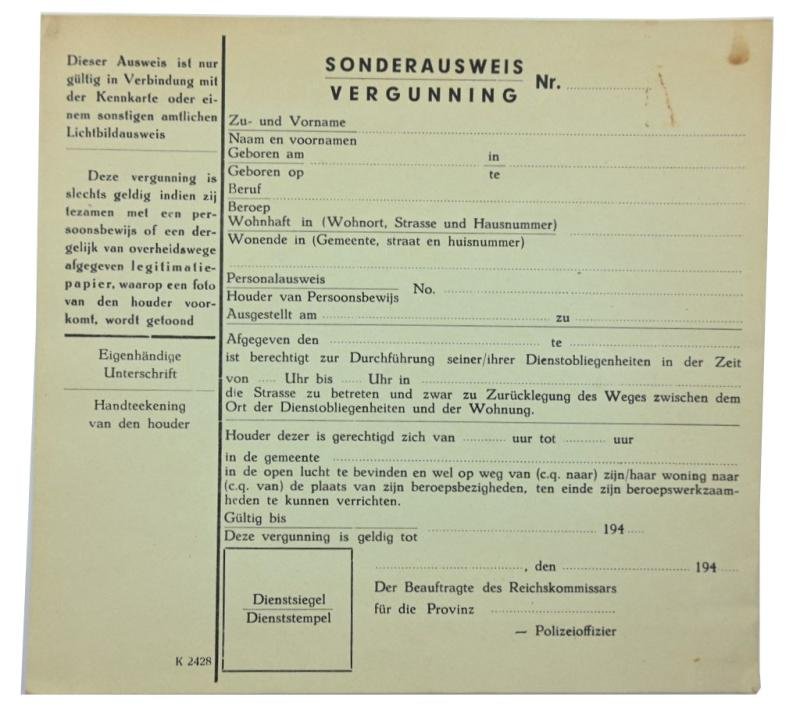 Dieser Ausweis ist nur
gültig in Verbindung mit
der Kennkarte oder ei-
nem sonstigen amtlichen
Lichtbildausweis
Deze vergunning is
slechts geldig indien zij
tezamen met een per-
soonsbewijs of een der-
gelijk van overheidswege
afgegeven legitimatie-
papier, waarop een foto
van den houder voor-
komt, wordt getoond
Eigenhändige
Unterschrift
Handteekening
van den houder
K 2428
SONDERAUSWEIS
VERGUNNING
Nr.
Zu- und Vorname
Naam en voornamen
Geboren am in
Geboren op te
Beruf
Beroep
Wohnhaft in (Wohnort, Strasse und Hausnummer)
Wonende in (Gemeente, straat en huisnummer)
Personalausweis
Houder van Persoonsbewijs
No.
Ausgestellt am zu
Afgegeven den te
ist berechtigt zur Durchführung seiner/ihrer Dienstobliegenheiten in der Zeit
von Uhr bis Uhr in
die Strasse zu betreten und zwar zu Zurücklegung des Weges zwischen dem
Ort der Dienstobliegenheiten und der Wohnung.
Houder dezer is gerechtigd zich van uur tot uur
in de gemeente
in de open lucht te bevinden en wel op weg van (c.q. naar) zijn/haar woning naar
(c.q. van) de plaats van zijn beroepsbezigheden, ten einde zijn beroepswerkzaam-
heden te kunnen verrichten.
Gültig bis
Deze vergunning is geldig tot
194
, den 194
Der Beauftragte des Reichskommissars
für die Provinz
— Polizeioffizier
Dienstsiegel
Dienststempel